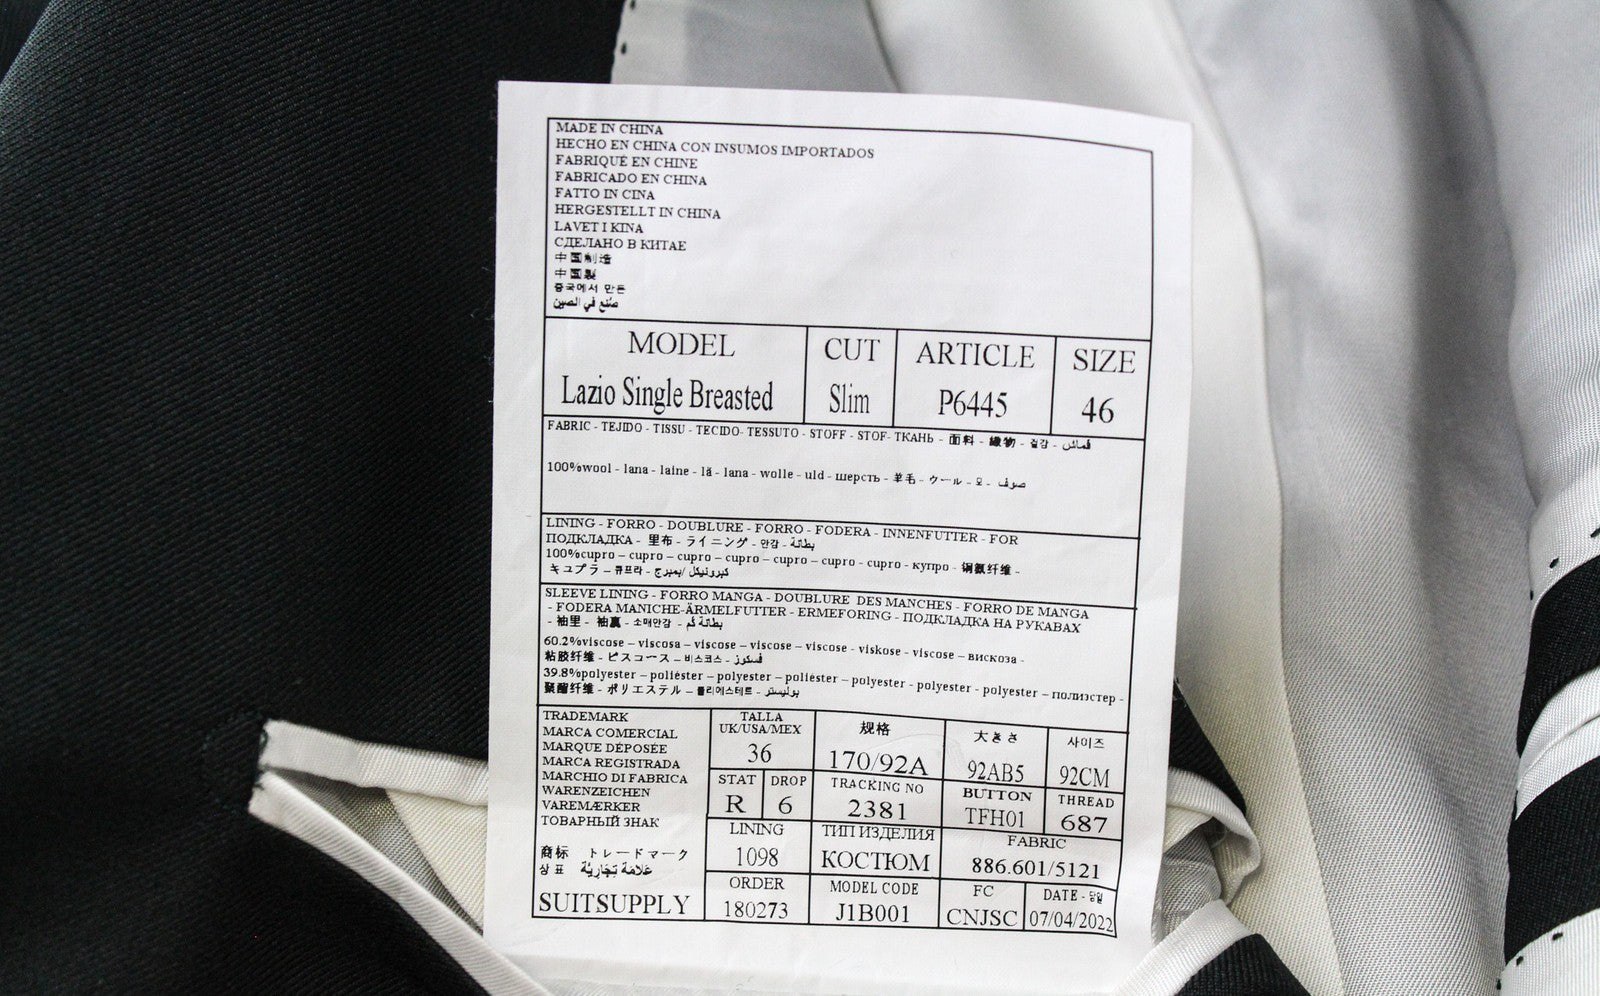 MADE IN CHINA
HECHO EN CHINA CON INSUMOS IMPORTADOS
FABRIQUÉ EN CHINE
FABRICADO EN CHINA
FATTO IN CINA
HERGESTELLT IN CHINA
LAVET I KINA
СДЕЛАНО В КИТАЕ
中国制造
中国製
중국에서 만든
صنع في الصين
MODEL CUT ARTICLE SIZE
Lazio Single Breasted Slim P6445 46
FABRIC - TEJIDO - TISSU - TECIDO- TESSUTO - STOFF - STOF- ТКАНЬ - 面料 - 織物 - 겉감 - قماش
100%wool - lana - laine - lã - lana - wolle - uld - шерсть - 羊毛 - ウール - 모 - صوف
LINING - FORRO - DOUBLURE - FORRO - FODERA - INNENFUTTER - FOR
ПОДКЛАДКА - 里布 - ライニング - 안감 - بطانة
100%cupro – cupro – cupro – cupro – cupro – cupro - cupro - купро - 铜氨纤维 -
キュプラ – 큐프라 - كبرونيكل /بمبرج
SLEEVE LINING - FORRO MANGA - DOUBLURE DES MANCHES - FORRO DE MANGA
- FODERA MANICHE-ÄRMELFUTTER - ERMEFORING - ПОДКЛАДКА НА РУКАВАХ
- 袖里 - 袖裏 - 소매안감 - بطانة كم
60.2%viscose – viscosa – viscose – viscose – viscose - viskose - viscose – вискоза -
粘胶纤维 - ビスコース – 비스코스 - فسكوز
39.8%polyester – poliéster – polyester – poliéster – polyester - polyester - polyester – полиэстер -
聚酯纤维 - ポリエステル – 폴리에스테르 - بوليستر
TRADEMARK
MARCA COMERCIAL
MARQUE DÉPOSÉE
MARCA REGISTRADA
MARCHIO DI FABRICA
WARENZEICHEN
VAREMÆRKER
ТОВАРНЫЙ ЗНАК
商标 トレードマーク
상표 عَلامَة تِجَارِيَّة
SUITSUPPLY
TALLA
UK/USA/MEX
36
规格
170/92A
大きさ
92AB5
사이즈
92CM
STAT
R
DROP
6
TRACKING NO
2381
BUTTON
TFH01
THREAD
687
LINING
1098
ТИП ИЗДЕЛИЯ
КОСТЮМ
FABRIC
886.601/5121
ORDER
180273
MODEL CODE
J1B001
FC
CNJSC
DATE -
07/04/2022